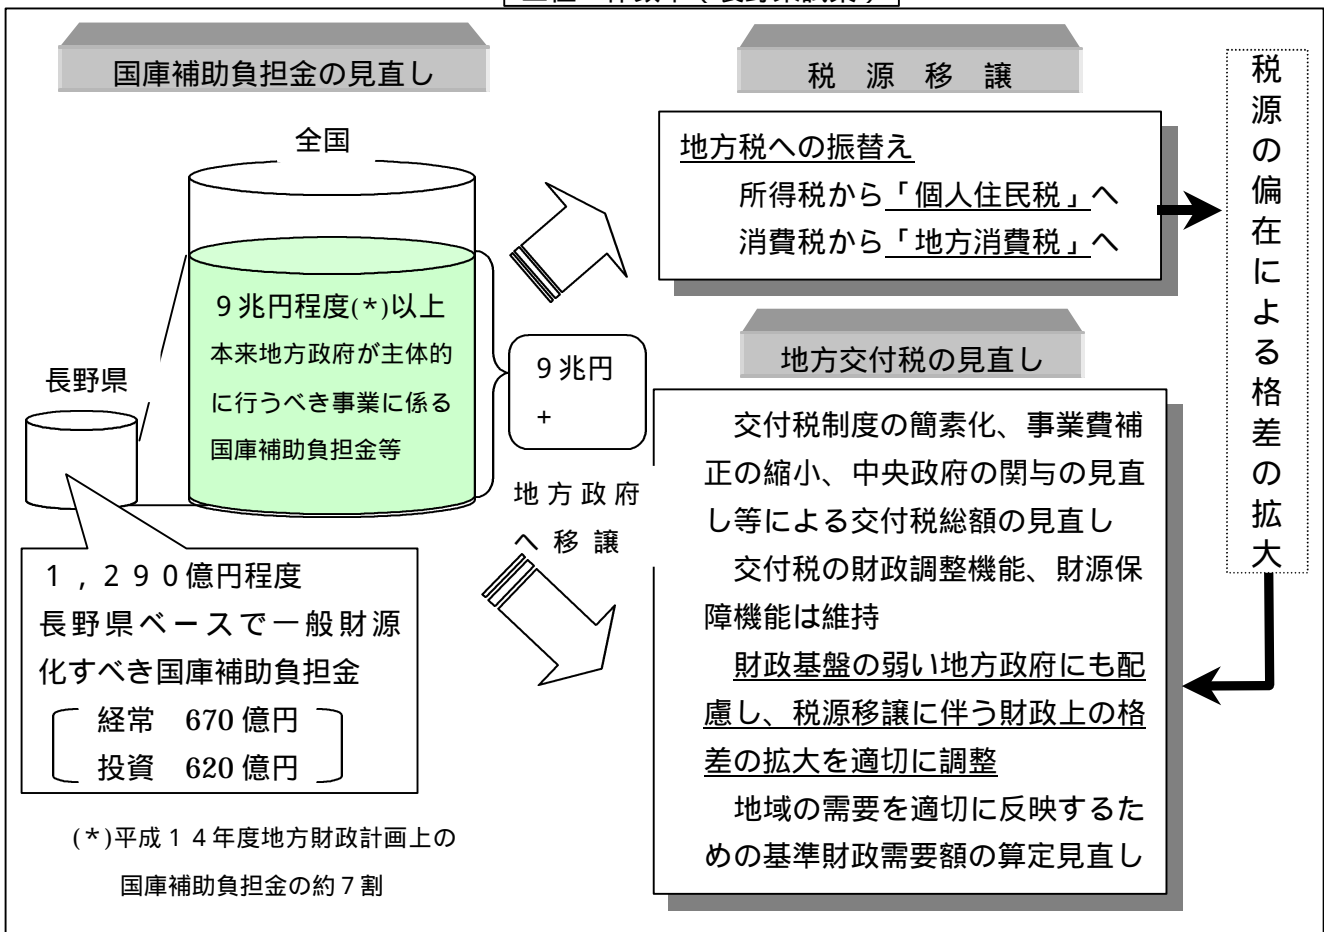 国庫補助負担金の見直し
全国
9兆円程度(*)以上
本来地方政府が主体的
に行うべき事業に係る
国庫補助負担金等
長野県
1,290億円程度
長野県ベースで一般財源
化すべき国庫補助負担金
経常 670億円
投資 620億円
(*)平成14年度地方財政計画上の
国庫補助負担金の約7割
9兆円
+
地方政府
へ移譲
税源移譲
地方税への振替え
所得税から「個人住民税」へ
消費税から「地方消費税」へ
地方交付税の見直し
交付税制度の簡素化、事業費補
正の縮小、中央政府の関与の見直
し等による交付税総額の見直し
交付税の財政調整機能、財源保
障機能は維持
財政基盤の弱い地方政府にも配
慮し、税源移譲に伴う財政上の格
差の拡大を適切に調整
地域の需要を適切に反映するた
めの基準財政需要額の算定見直し
税源の偏在による格差の拡大